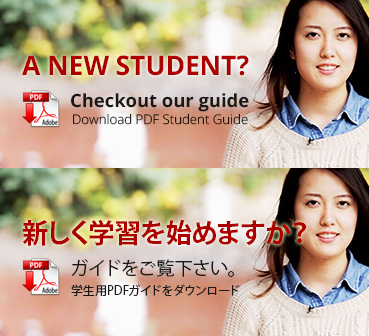 A NEW STUDENT?
PDF
Adobe
Checkout our guide
Download PDF Student Guide
新しく学習を始めますか?
PDF
Adobe
ガイドをご覧下さい。
学生用PDFガイドをダウンロード